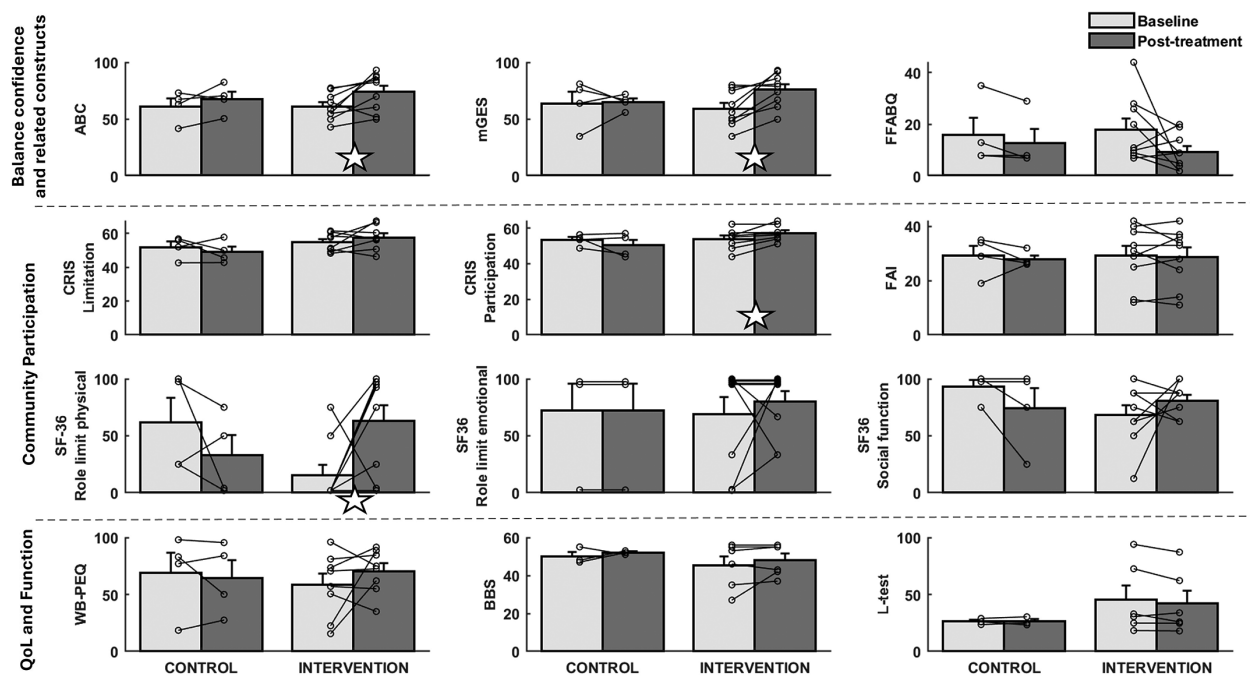 Baseline
Post-treatment
Balance confidence
and related constructs
ABC
100
50
0
mGES
100
50
0
FFABQ
40
20
0
Community Participation
CRIS
Limitation
60
40
20
0
CRIS
Participation
60
40
20
0
FAI
40
20
0
SF-36
Role limit physical
100
50
0
SF36
Role limit emotional
100
50
0
SF36
Social function
100
50
0
QoL and Function
WB-PEQ
100
50
0
CONTROL
INTERVENTION
BBS
60
40
20
0
CONTROL
INTERVENTION
L-test
100
50
0
CONTROL
INTERVENTION